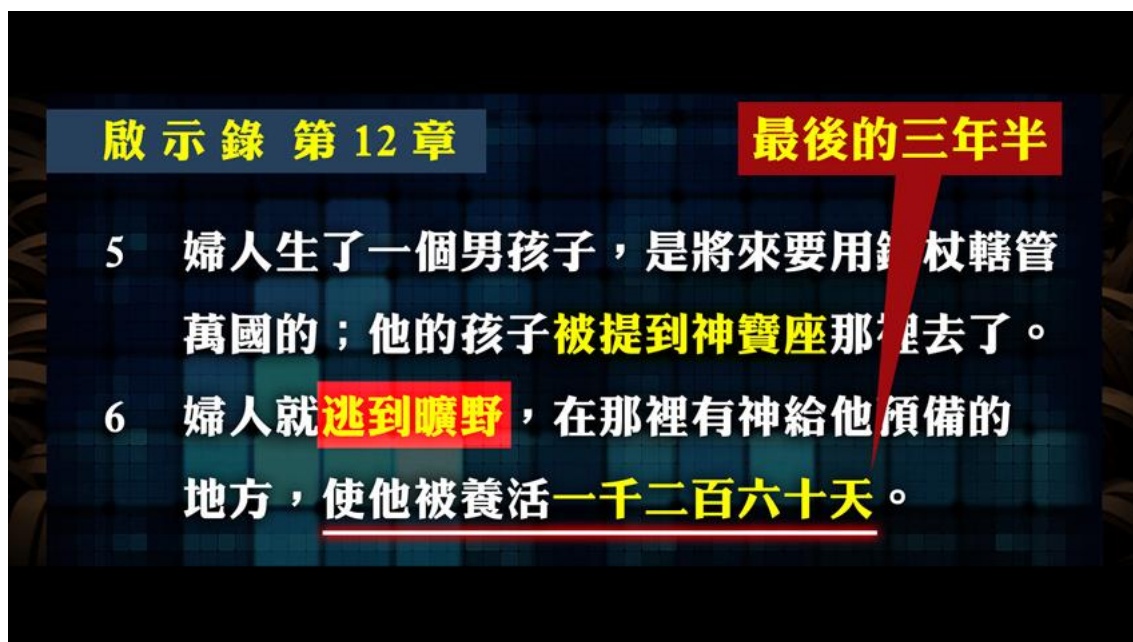 啟示錄 第12章
最後的三年半
5 婦人生了一個男孩子，是將來要用鐵杖轄管
萬國的；他的孩子被提到神寶座那裡去了。
6 婦人就逃到曠野，在那裡有神給他預備的
地方，使他被養活一千二百六十天。